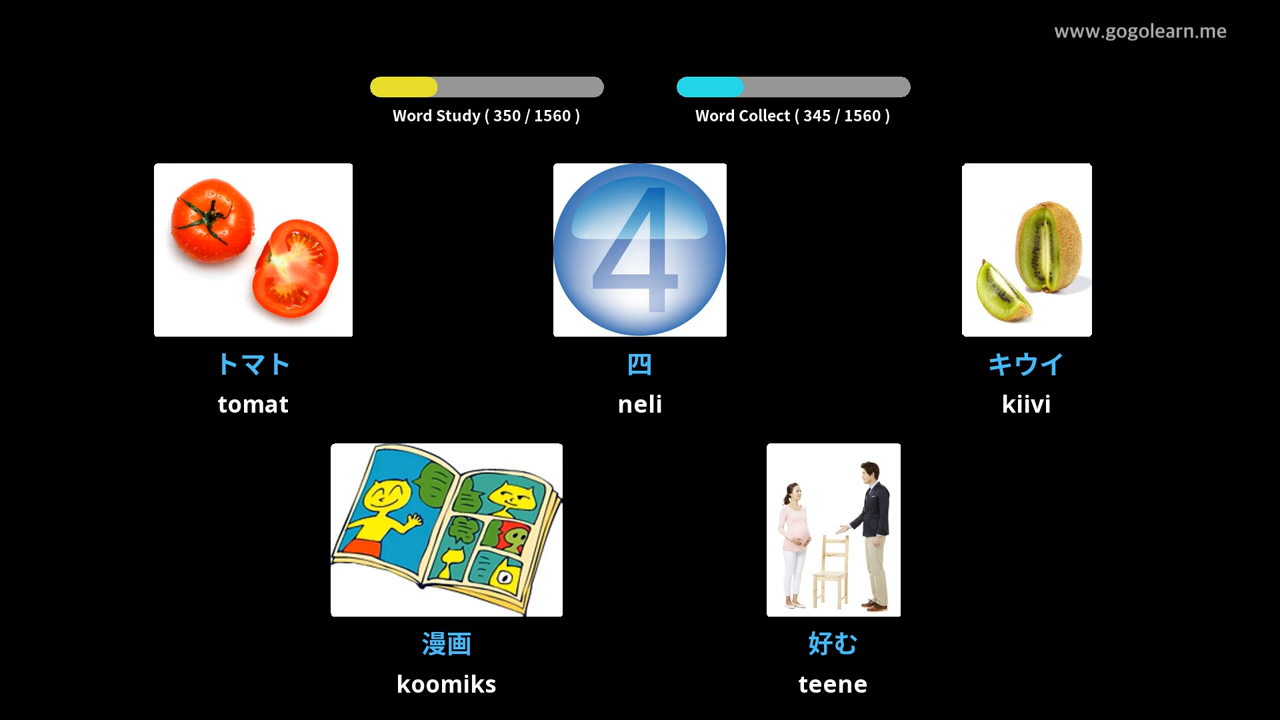 www.gogolearn.me
Word Study ( 350 / 1560 )
Word Collect ( 345 / 1560 )
4
トマト
tomat
四
neli
キウイ
kiivi
漫画
koomiks
好む
teene